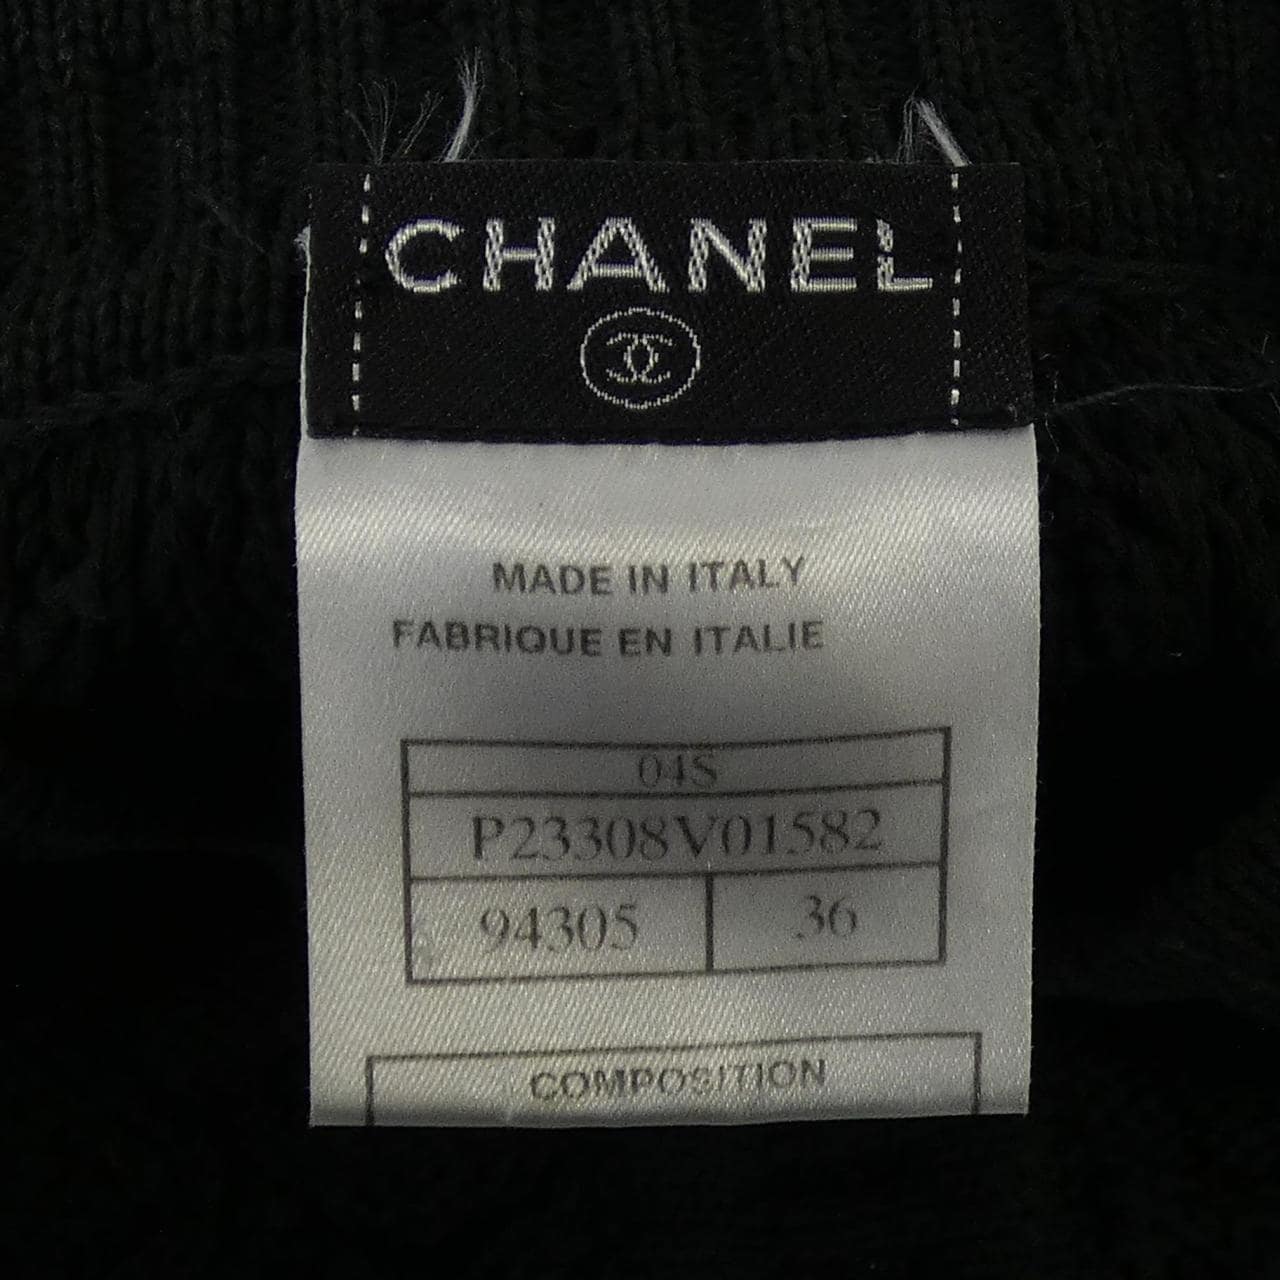 CHANEL
MADE IN ITALY
FABRIQUE EN ITALIE
04S
P23308V01582
94305 36
COMPOSITION